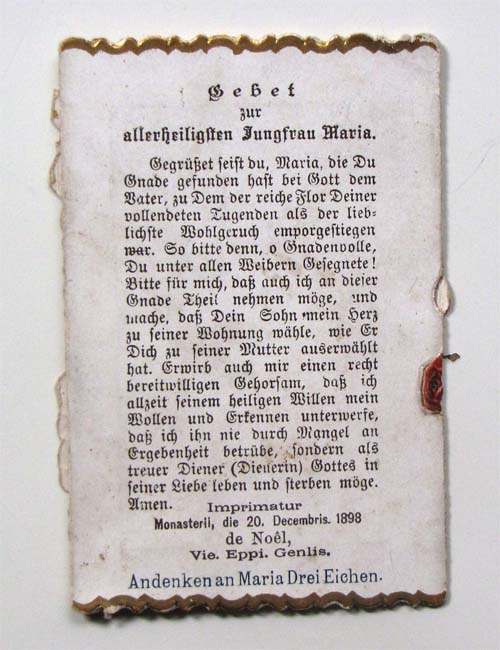 Gebet
zur
allerheiligsten Jungfrau Maria.
Gegrüßet seist du, Maria, die Du
Gnade gefunden hast bei Gott dem
Vater, zu Dem der reiche Flor Deiner
vollendeten Tugenden als der lieb-
lichste Wohlgeruch emporgestiegen
war. So bitte denn, o Gnadenvolle,
Du unter allen Weibern Gesegnete!
Bitte für mich, daß auch ich an dieser
Gnade Theil nehmen möge, und
mache, daß Dein Sohn mein Herz
zu seiner Wohnung wähle, wie Er
Dich zu seiner Mutter auserwählt
hat. Erwirb auch mir einen recht
bereitwilligen Gehorsam, daß ich
allzeit seinem heiligen Willen mein
Wollen und Erkennen unterwerfe,
daß ich ihn nie durch Mangel an
Ergebenheit betrübe, sondern als
treuer Diener (Dienerin) Gottes in
seiner Liebe leben und sterben möge.
Amen. Imprimatur
Monasterii, die 20. Decembris. 1898
de Noêl,
Vie. Eppi. Genlis.
Andenken an Maria Drei Eichen.